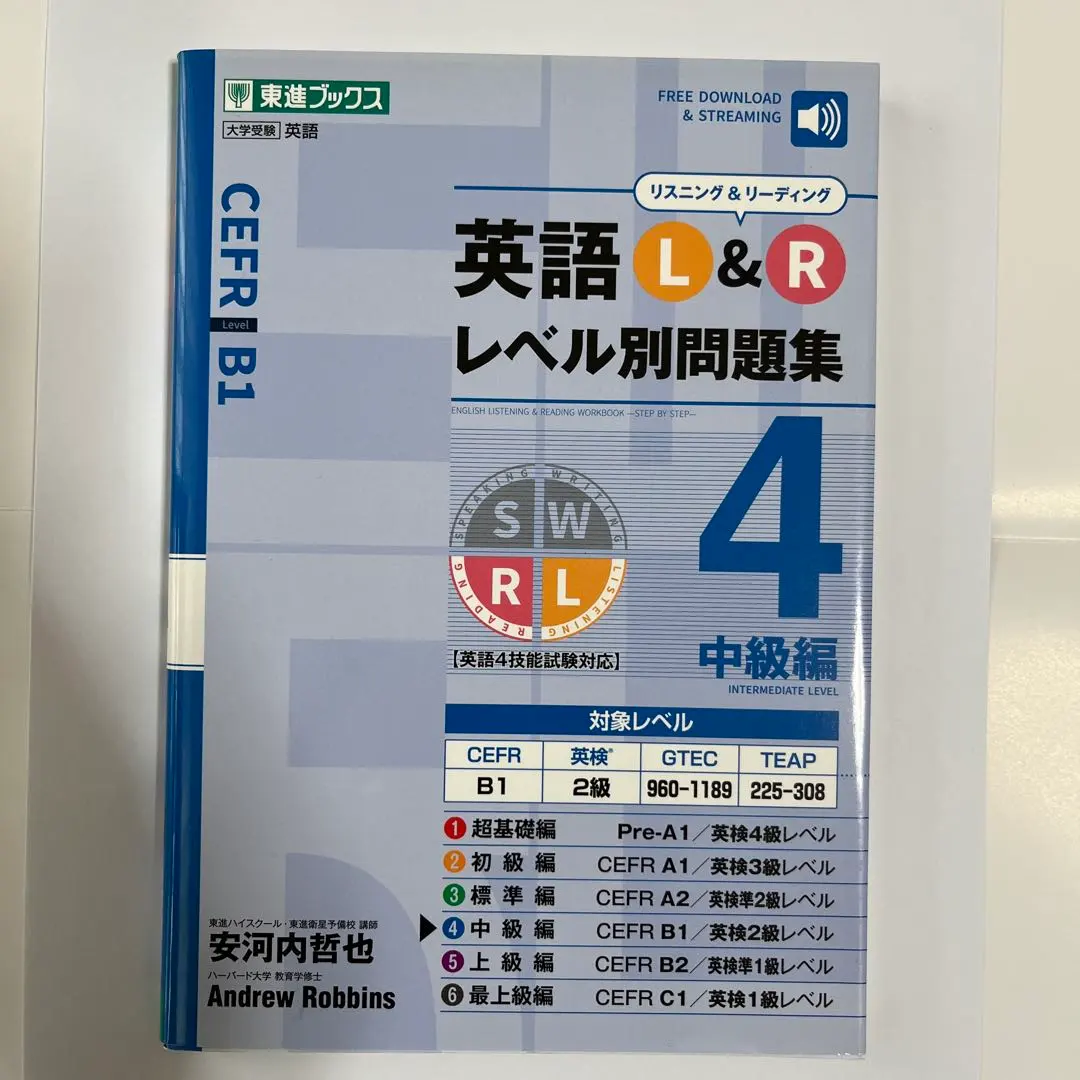 東進ブックス
大学受験 英語
FREE DOWNLOAD
& STREAMING
CEFR Level B1
リスニング&リーディング
英語L&R
レベル別問題集
ENGLISH LISTENING & READING WORKBOOK —STEP BY STEP—
4
中級編
INTERMEDIATE LEVEL
SPEAKING WRITING
S W
R L
READING LISTENING
【英語4技能試験対応】
対象レベル
CEFR 英検® GTEC TEAP
B1 2級 960-1189 225-308
1 超基礎編 Pre-A1/英検4級レベル
2 初級編 CEFR A1/英検3級レベル
3 標準編 CEFR A2/英検準2級レベル
4 中級編 CEFR B1/英検2級レベル
5 上級編 CEFR B2/英検準1級レベル
6 最上級編 CEFR C1/英検1級レベル
東進ハイスクール・東進衛星予備校 講師
安河内哲也
ハーバード大学 教育学修士
Andrew Robbins